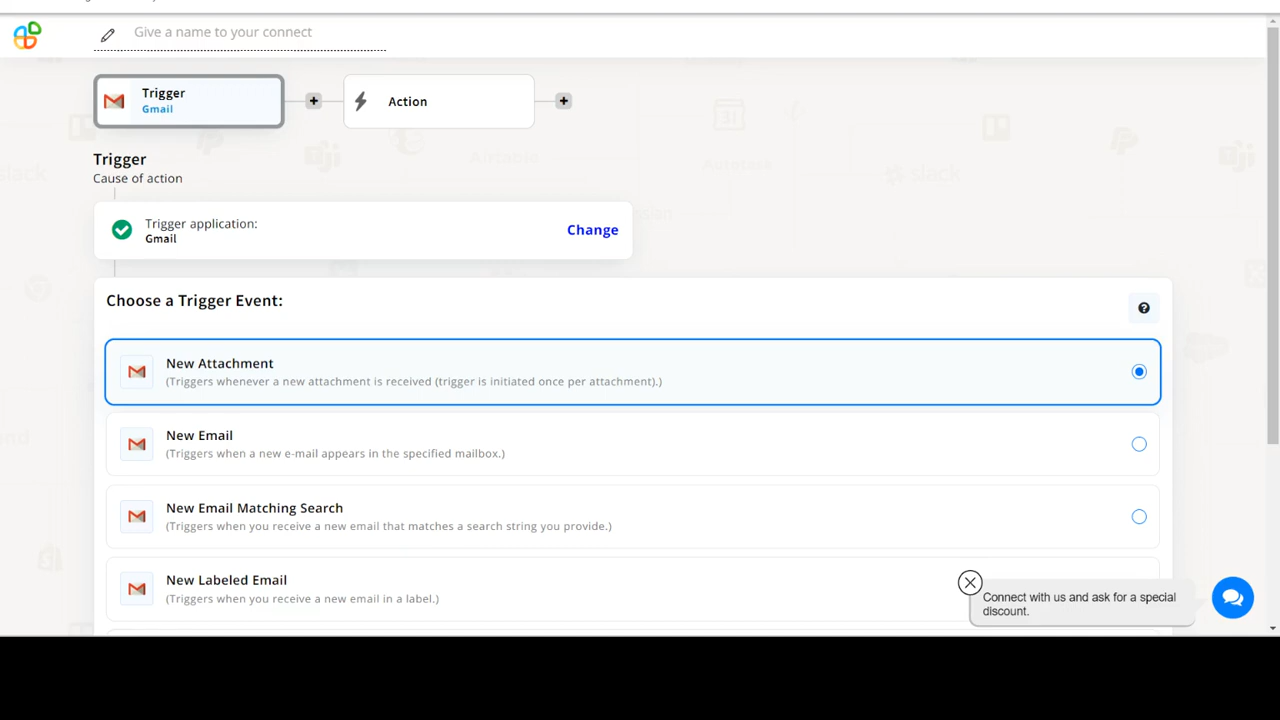 Give a name to your connect
Trigger
Gmail
Action
Trigger
Cause of action
Trigger application:
Gmail
Change
Choose a Trigger Event:
New Attachment
(Triggers whenever a new attachment is received (trigger is initiated once per attachment).)
New Email
(Triggers when a new e-mail appears in the specified mailbox.)
New Email Matching Search
(Triggers when you receive a new email that matches a search string you provide.)
New Labeled Email
(Triggers when you receive a new email in a label.)
Connect with us and ask for a special
discount.
slack
slack
31